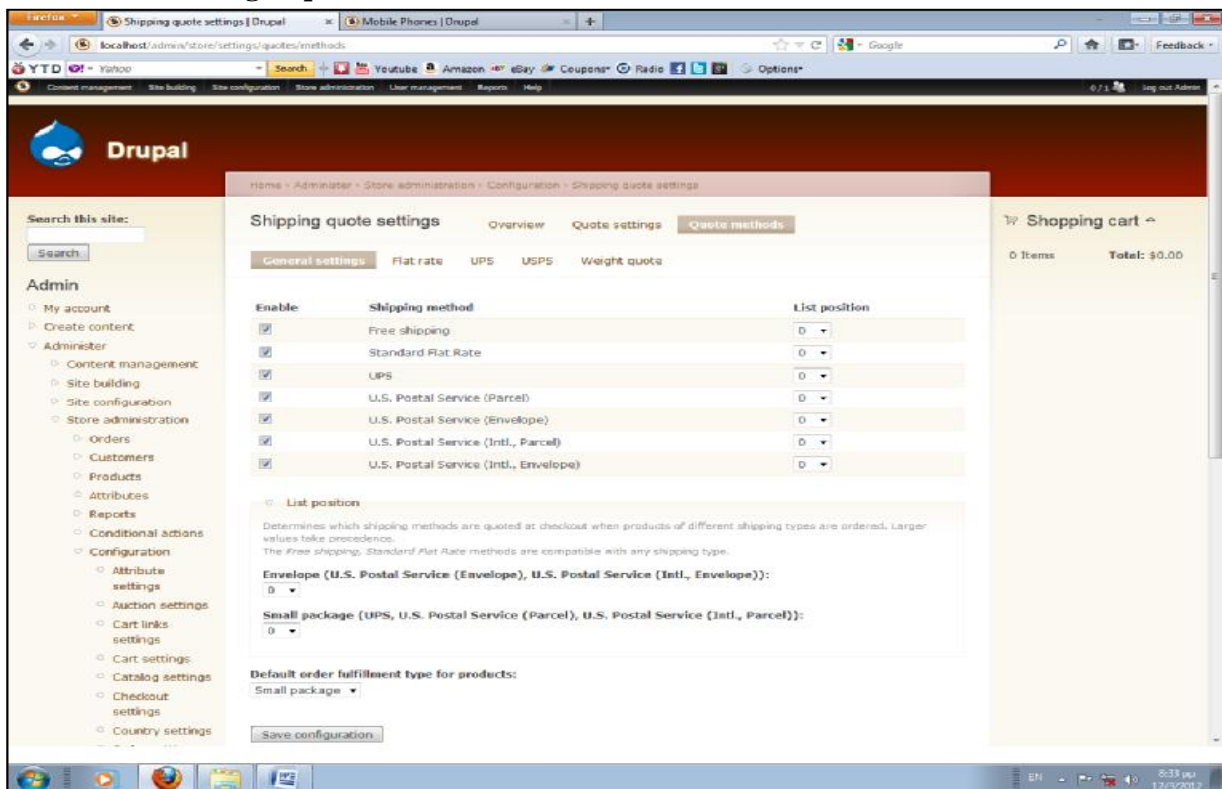 Firefox
Shipping quote settings | Drupal
Mobile Phones | Drupal
localhost/admin/store/settings/quotes/methods
Google
Feedback
YTD
Yahoo
Search
Youtube
Amazon
eBay
Coupons
Radio
Options
Content management Site building Site configuration Store administration User management Reports Help
0 / 1 Log out Admin
Drupal
Home › Administer › Store administration › Configuration › Shipping quote settings
Search this site:
Search
Admin
My account
Create content
Administer
Content management
Site building
Site configuration
Store administration
Orders
Customers
Products
Attributes
Reports
Conditional actions
Configuration
Attribute
settings
Auction settings
Cart links
settings
Cart settings
Catalog settings
Checkout
settings
Country settings
Shipping quote settings
Overview Quote settings Quote methods
General settings Flat rate UPS USPS Weight quote
Enable Shipping method List position
Free shipping 0
Standard Flat Rate 0
UPS 0
U.S. Postal Service (Parcel) 0
U.S. Postal Service (Envelope) 0
U.S. Postal Service (Intl., Parcel) 0
U.S. Postal Service (Intl., Envelope) 0
List position
Determines which shipping methods are quoted at checkout when products of different shipping types are ordered. Larger
values take precedence.
The Free shipping, Standard Flat Rate methods are compatible with any shipping type.
Envelope (U.S. Postal Service (Envelope), U.S. Postal Service (Intl., Envelope)):
0
Small package (UPS, U.S. Postal Service (Parcel), U.S. Postal Service (Intl., Parcel)):
0
Default order fulfillment type for products:
Small package
Save configuration
Shopping cart
0 Items Total: $0.00
EN
8:33 μμ
12/3/2012